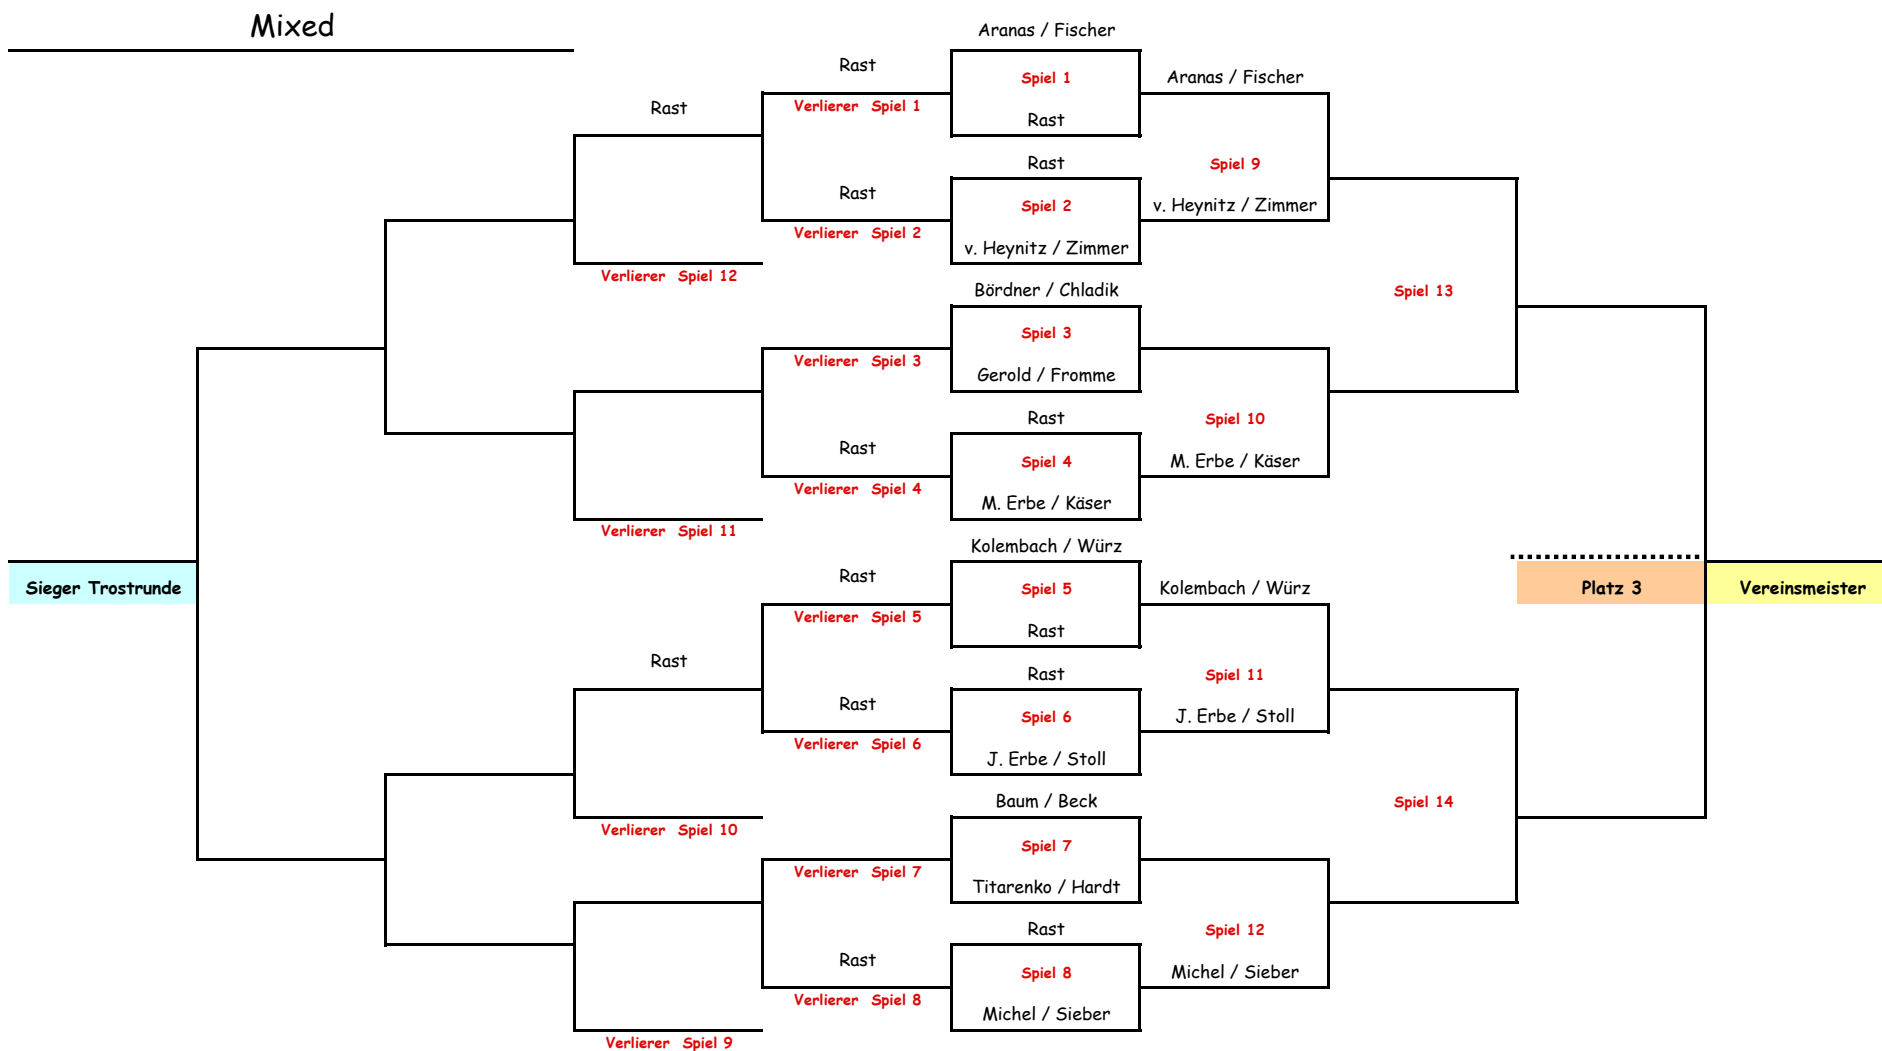 Mixed
Aranas / Fischer
Rast
Spiel 1
Aranas / Fischer
Verlierer Spiel 1
Rast
Rast
Rast
Spiel 9
Rast
Spiel 2
v. Heynitz / Zimmer
Verlierer Spiel 2
v. Heynitz / Zimmer
Verlierer Spiel 12
Bördner / Chladik
Spiel 13
Spiel 3
Verlierer Spiel 3
Gerold / Fromme
Rast
Spiel 10
Rast
Spiel 4
M. Erbe / Käser
Verlierer Spiel 4
M. Erbe / Käser
Verlierer Spiel 11
Kolembach / Würz
Rast
Sieger Trostrunde
Spiel 5
Kolembach / Würz
Platz 3
Vereinsmeister
Verlierer Spiel 5
Rast
Rast
Rast
Spiel 11
Rast
Spiel 6
J. Erbe / Stoll
Verlierer Spiel 6
J. Erbe / Stoll
Baum / Beck
Spiel 14
Verlierer Spiel 10
Spiel 7
Verlierer Spiel 7
Titarenko / Hardt
Rast
Spiel 12
Rast
Spiel 8
Michel / Sieber
Verlierer Spiel 8
Michel / Sieber
Verlierer Spiel 9